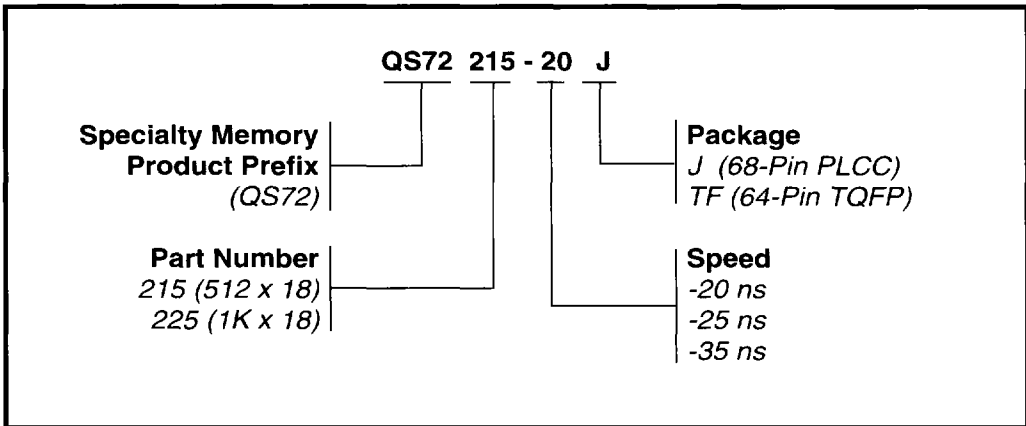 QS72 215 - 20 J
Specialty Memory
Product Prefix
(QS72)
Package
J (68-Pin PLCC)
TF (64-Pin TQFP)
Part Number
215 (512 x 18)
225 (1K x 18)
Speed
-20 ns
-25 ns
-35 ns